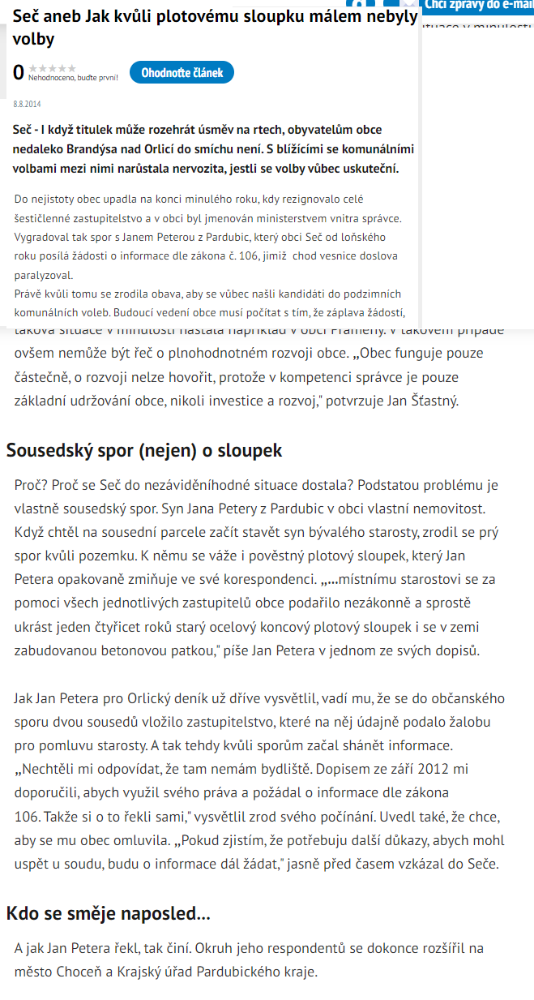 Chci zprávy do e-mail
Seč aneb Jak kvůli plotovému sloupku málem nebyly
volby
0
Nehodnoceno, buďte první!
Ohodnoťte článek
8.8.2014
Seč - I když titulek může rozehrát úsměv na rtech, obyvatelům obce
nedaleko Brandýsa nad Orlicí do smíchu není. S blížícími se komunálními
volbami mezi nimi narůstala nervozita, jestli se volby vůbec uskuteční.
Do nejistoty obec upadla na konci minulého roku, kdy rezignovalo celé
šestičlenné zastupitelstvo a v obci byl jmenován ministerstvem vnitra správce.
Vygradoval tak spor s Janem Peterou z Pardubic, který obci Seč od loňského
roku posílá žádosti o informace dle zákona č. 106, jimiž  chod vesnice doslova
paralyzoval.
Právě kvůli tomu se zrodila obava, aby se vůbec našli kandidáti do podzimních
komunálních voleb. Budoucí vedení obce musí počítat s tím, že záplava žádostí,
taková situace v minulosti nastala například v obci Prameny. V takovém případě
ovšem nemůže být řeč o plnohodnotném rozvoji obce. „Obec funguje pouze
částečně, o rozvoji nelze hovořit, protože v kompetenci správce je pouze
základní udržování obce, nikoli investice a rozvoj," potvrzuje Jan Šťastný.
Sousedský spor (nejen) o sloupek
Proč? Proč se Seč do nezáviděníhodné situace dostala? Podstatou problému je
vlastně sousedský spor. Syn Jana Petery z Pardubic v obci vlastní nemovitost.
Když chtěl na sousední parcele začít stavět syn bývalého starosty, zrodil se prý
spor kvůli pozemku. K němu se váže i pověstný plotový sloupek, který Jan
Petera opakovaně zmiňuje ve své korespondenci. „...místnímu starostovi se za
pomoci všech jednotlivých zastupitelů obce podařilo nezákonně a sprostě
ukrást jeden čtyřicet roků starý ocelový koncový plotový sloupek i se v zemi
zabudovanou betonovou patkou," píše Jan Petera v jednom ze svých dopisů.
Jak Jan Petera pro Orlický deník už dříve vysvětlil, vadí mu, že se do občanského
sporu dvou sousedů vložilo zastupitelstvo, které na něj údajně podalo žalobu
pro pomluvu starosty. A tak tehdy kvůli sporům začal shánět informace.
„Nechtěli mi odpovídat, že tam nemám bydliště. Dopisem ze září 2012 mi
doporučili, abych využil svého práva a požádal o informace dle zákona
106. Takže si o to řekli sami," vysvětlil zrod svého počínání. Uvedl také, že chce,
aby se mu obec omluvila. „Pokud zjistím, že potřebuju další důkazy, abych mohl
uspět u soudu, budu o informace dál žádat," jasně před časem vzkázal do Seče.
Kdo se směje naposled...
A jak Jan Petera řekl, tak činí. Okruh jeho respondentů se dokonce rozšířil na
město Choceň a Krajský úřad Pardubického kraje.